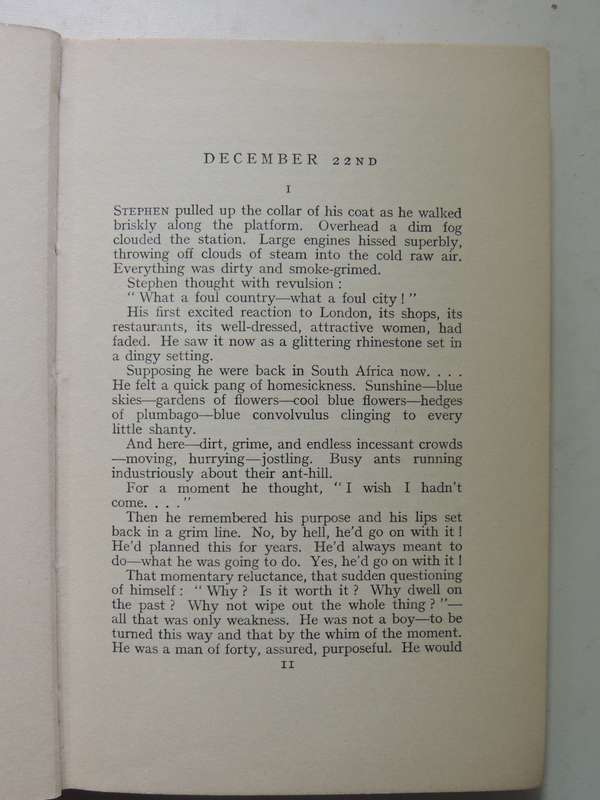 DECEMBER 22ND
I
STEPHEN pulled up the collar of his coat as he walked
briskly along the platform. Overhead a dim fog
clouded the station. Large engines hissed superbly,
throwing off clouds of steam into the cold raw air.
Everything was dirty and smoke-grimed.
Stephen thought with revulsion :
" What a foul country—what a foul city ! "
His first excited reaction to London, its shops, its
restaurants, its well-dressed, attractive women, had
faded. He saw it now as a glittering rhinestone set in
a dingy setting.
Supposing he were back in South Africa now. . . .
He felt a quick pang of homesickness. Sunshine—blue
skies—gardens of flowers—cool blue flowers—hedges
of plumbago—blue convolvulus clinging to every
little shanty.
And here—dirt, grime, and endless incessant crowds
—moving, hurrying—jostling. Busy ants running
industriously about their ant-hill.
For a moment he thought, " I wish I hadn't
come. . . . "
Then he remembered his purpose and his lips set
back in a grim line. No, by hell, he'd go on with it !
He'd planned this for years. He'd always meant to
do—what he was going to do. Yes, he'd go on with it !
That momentary reluctance, that sudden questioning
of himself : " Why ? Is it worth it ? Why dwell on
the past ? Why not wipe out the whole thing ? "—
all that was only weakness. He was not a boy—to be
turned this way and that by the whim of the moment.
He was a man of forty, assured, purposeful. He would
11